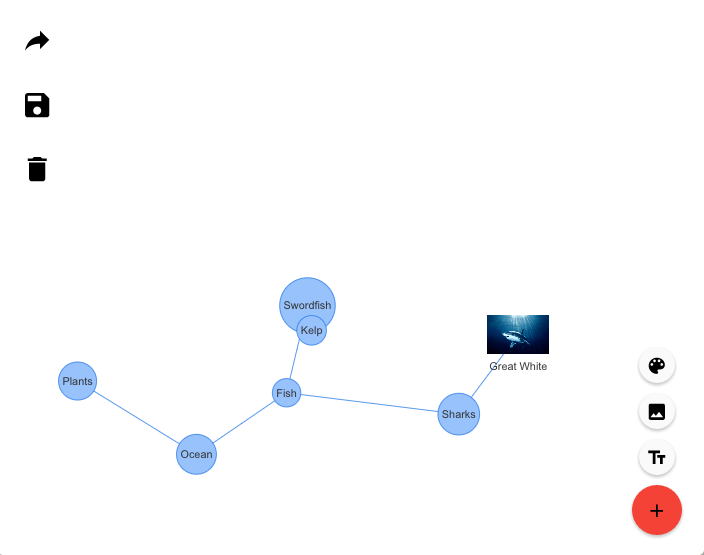 Swordfish
Kelp
Great White
Plants
Fish
Sharks
Ocean